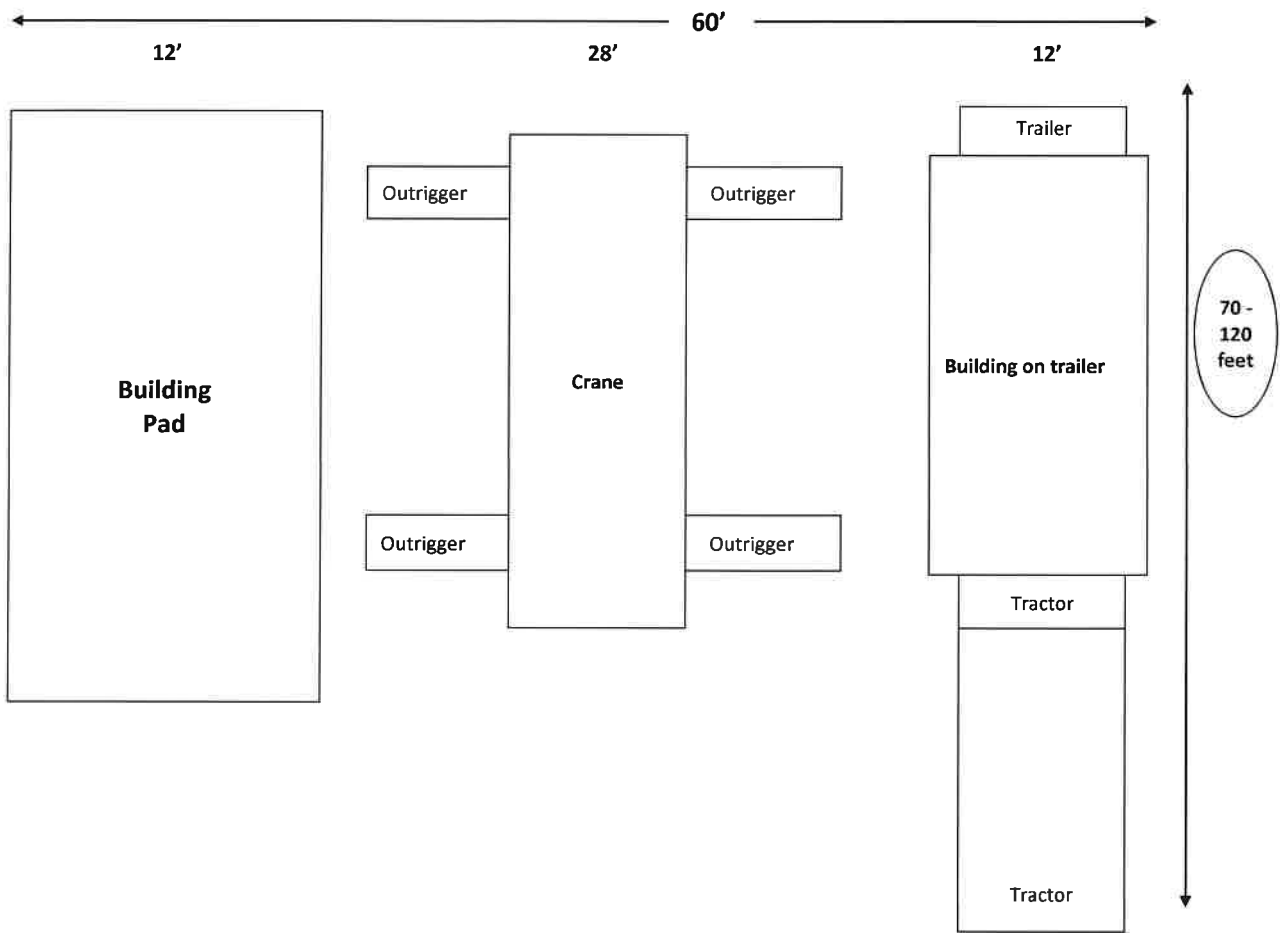 60’
12’
28’
12’
Trailer
Outrigger
Outrigger
Building
Pad
Crane
Building on trailer
70 -
120
feet
Outrigger
Outrigger
Tractor
Tractor